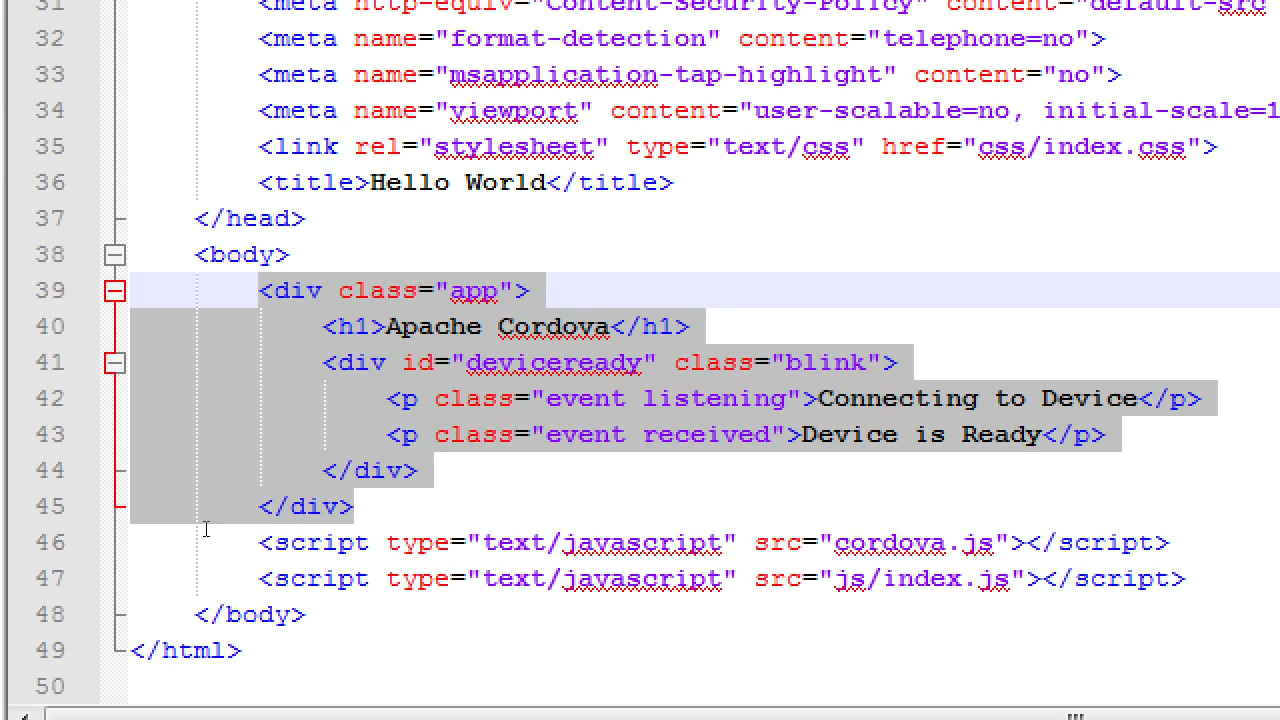 31 <meta http-equiv="Content-Security-Policy" content="default-src
32 <meta name="format-detection" content="telephone=no">
33 <meta name="msapplication-tap-highlight" content="no">
34 <meta name="viewport" content="user-scalable=no, initial-scale=1
35 <link rel="stylesheet" type="text/css" href="css/index.css">
36 <title>Hello World</title>
37 </head>
38 <body>
39 <div class="app">
40 <h1>Apache Cordova</h1>
41 <div id="deviceready" class="blink">
42 <p class="event listening">Connecting to Device</p>
43 <p class="event received">Device is Ready</p>
44 </div>
45 </div>
46 <script type="text/javascript" src="cordova.js"></script>
47 <script type="text/javascript" src="js/index.js"></script>
48 </body>
49 </html>
50